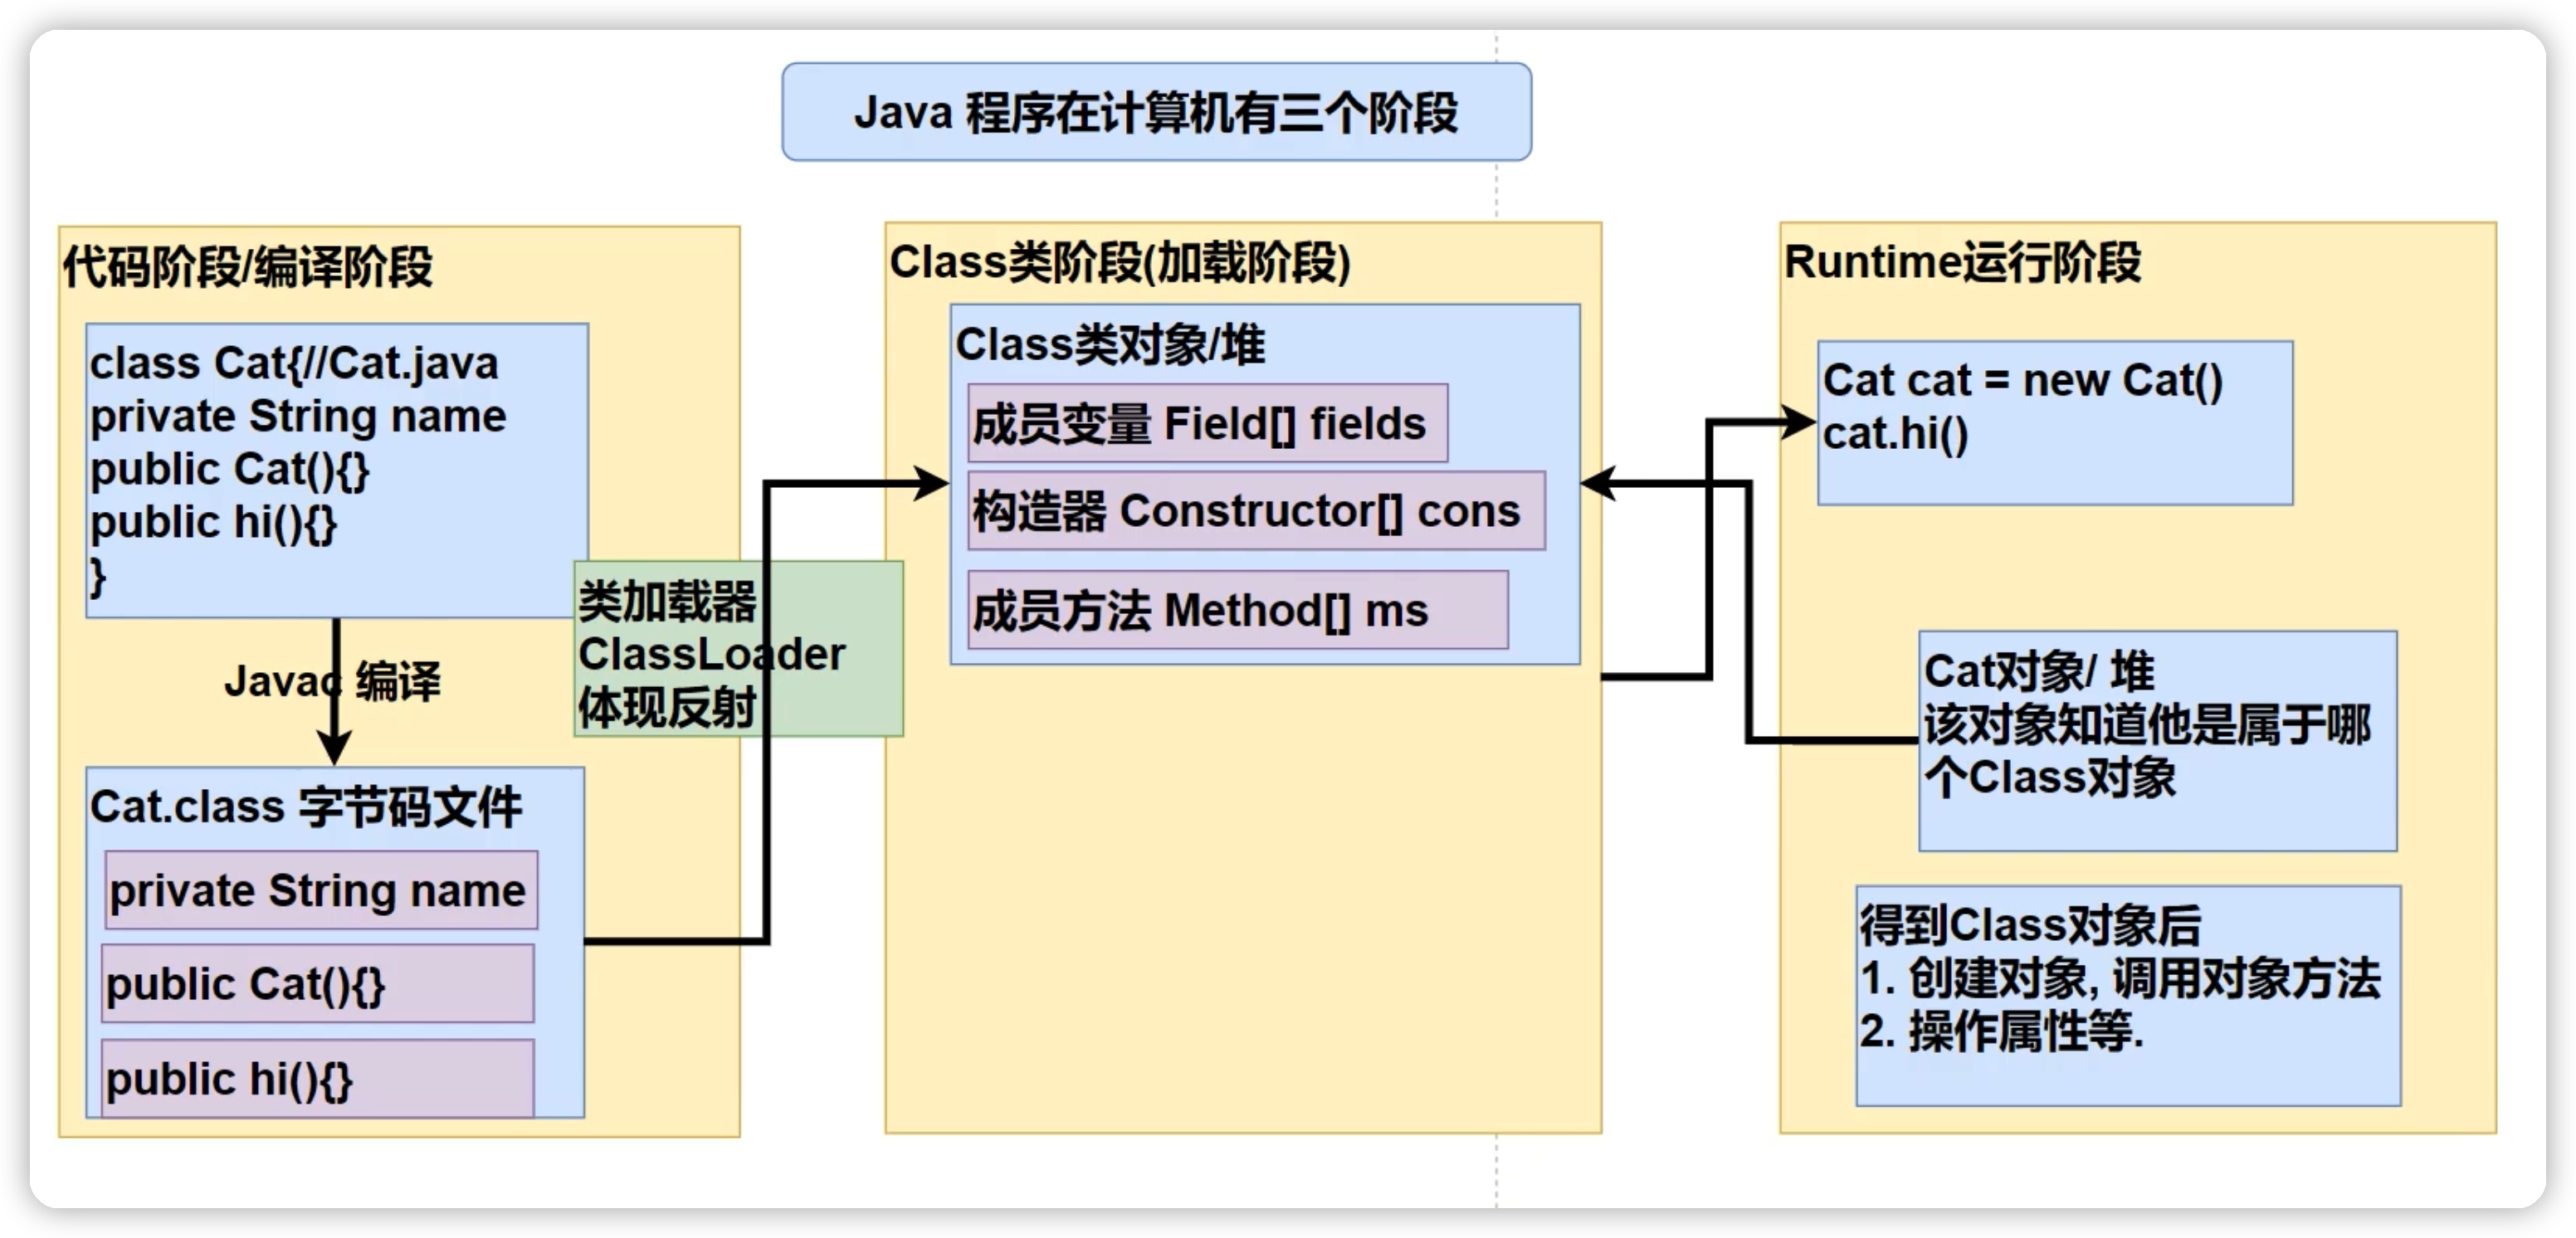 Java 程序在计算机有三个阶段
代码阶段/编译阶段
class Cat{//Cat.java
private String name
public Cat(){}
public hi(){}
}
Javac 编译
Cat.class 字节码文件
private String name
public Cat(){}
public hi(){}
类加载器
ClassLoader
体现反射
Class类阶段(加载阶段)
Class类对象/堆
成员变量 Field[] fields
构造器 Constructor[] cons
成员方法 Method[] ms
Runtime运行阶段
Cat cat = new Cat()
cat.hi()
Cat对象/ 堆
该对象知道他是属于哪
个Class对象
得到Class对象后
1. 创建对象, 调用对象方法
2. 操作属性等.